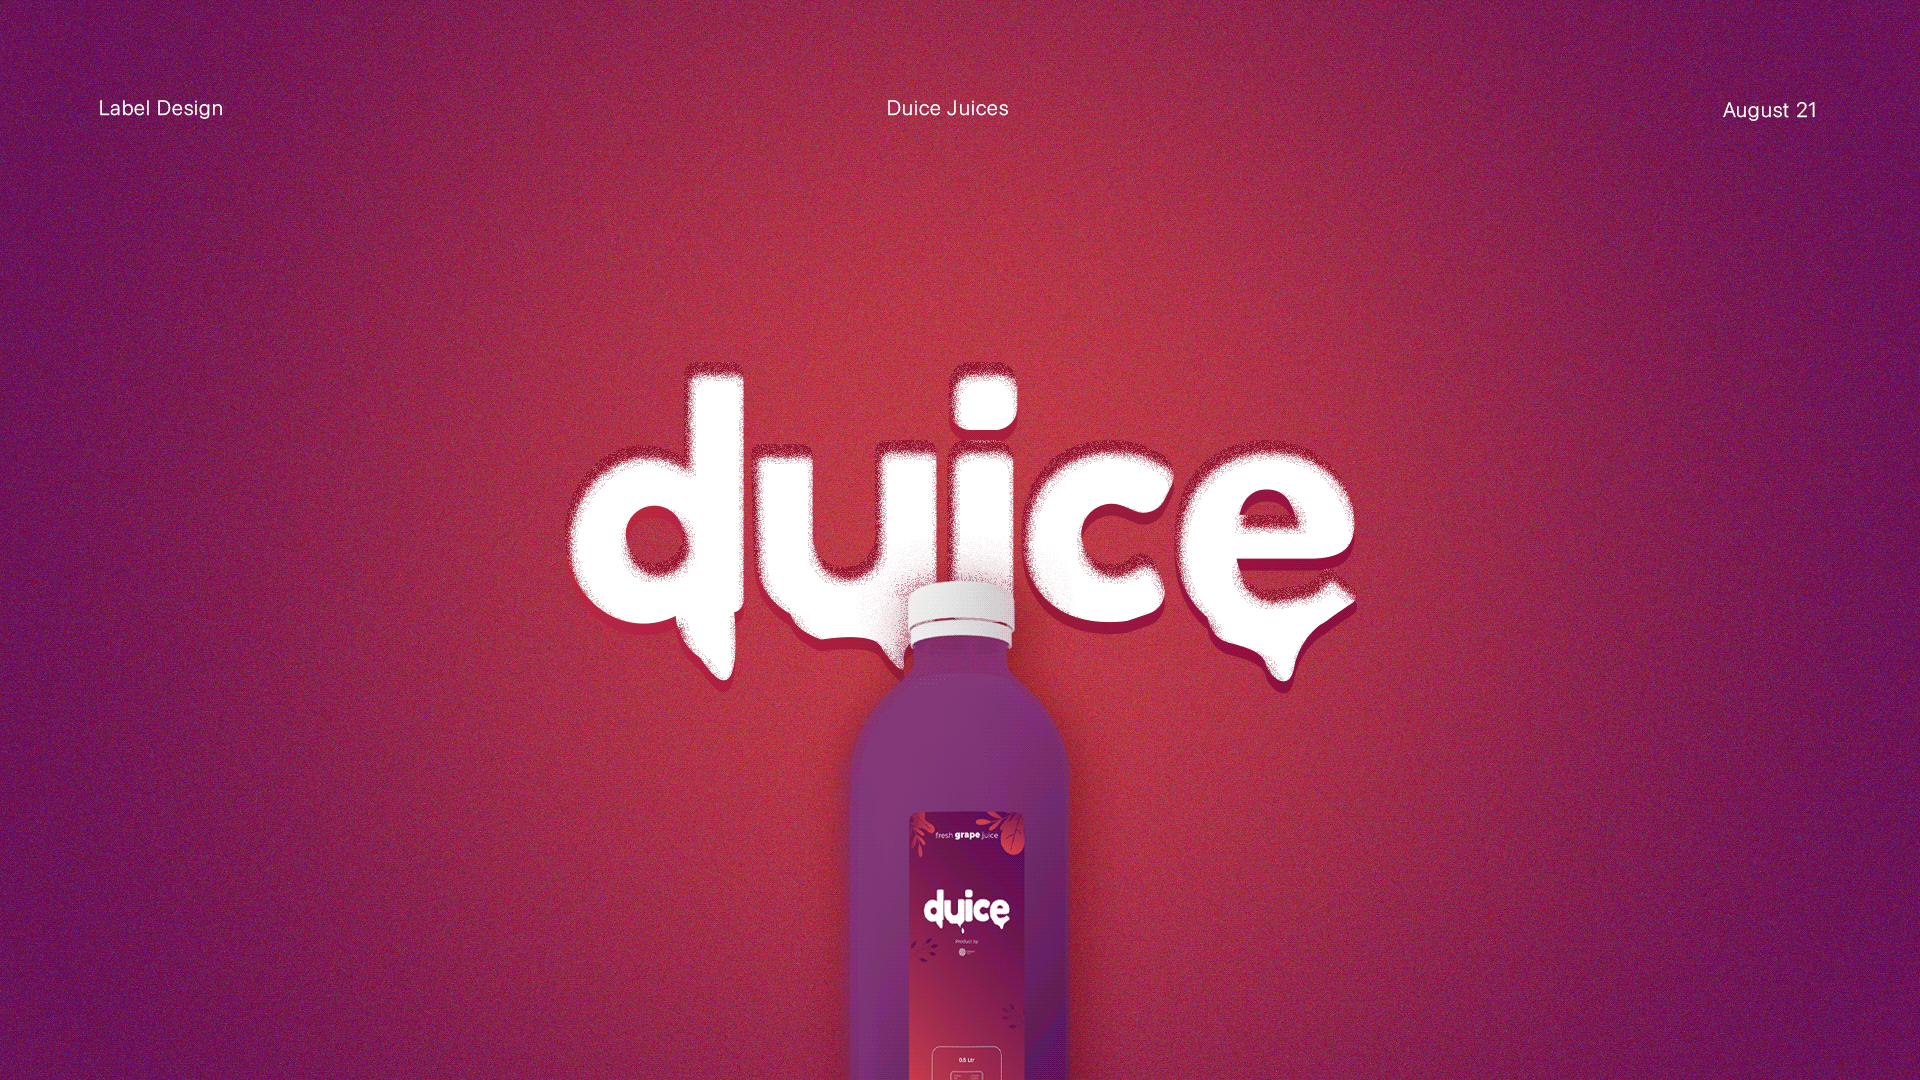 Label Design
Duice Juices
August 21
duice
fresh grape juice
duice
Product by
0.5 Ltr